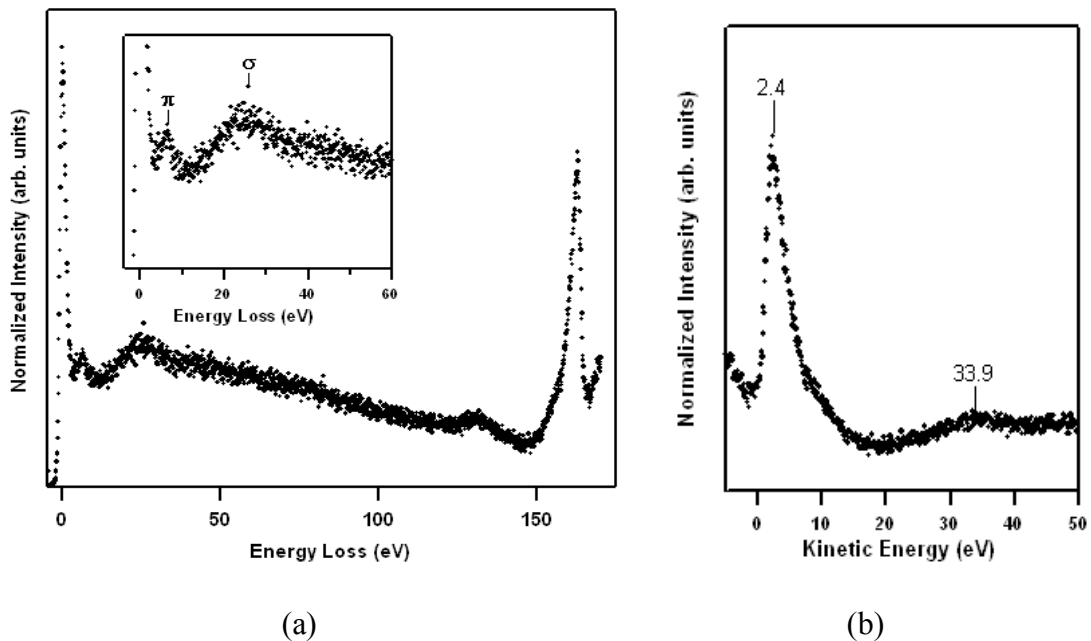 Normalized Intensity (arb. units)
π
σ
0
20
40
60
Energy Loss (eV)
0
50
100
150
Energy Loss (eV)
(a)
Normalized Intensity (arb. units)
2.4
33.9
0
10
20
30
40
50
Kinetic Energy (eV)
(b)